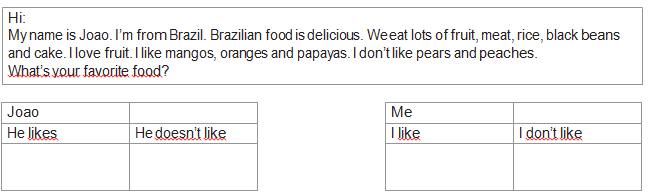 Hi:
My name is Joao. I'm from Brazil. Brazilian food is delicious. We eat lots of fruit, meat, rice, black beans
and cake. I love fruit. I like mangos, oranges and papayas. I don't like pears and peaches.
What's your favorite food?
Joao
He likes He doesn't like
Me
I like I don't like